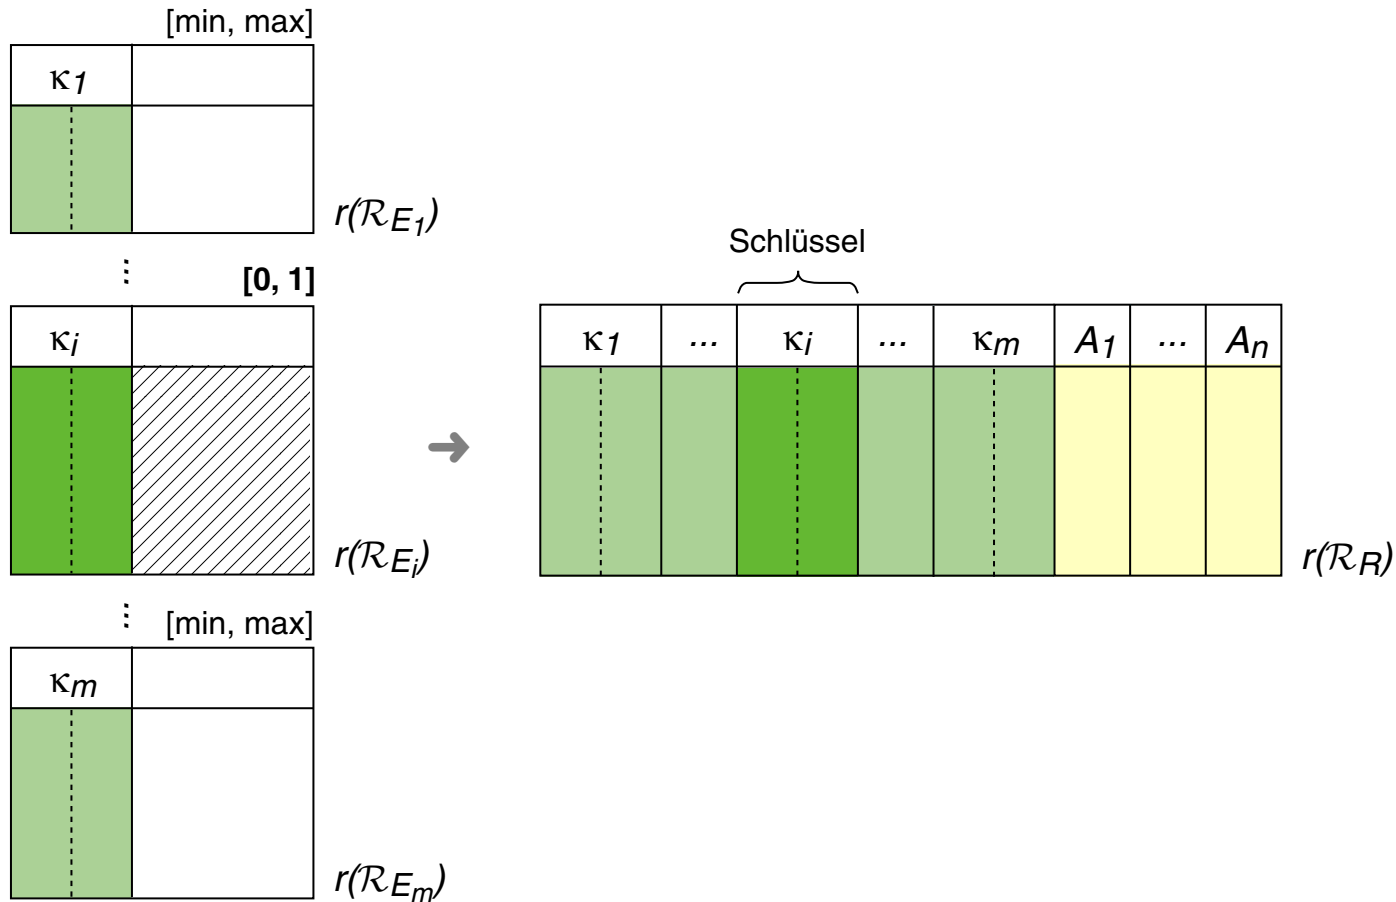 [min, max]
κ1
r(ℛE1)
⋮
[0, 1]
κi
r(ℛEi)
⋮
[min, max]
κm
r(ℛEm)
➜
Schlüssel
κ1 ... κi ... κm A1 ... An
r(ℛR)